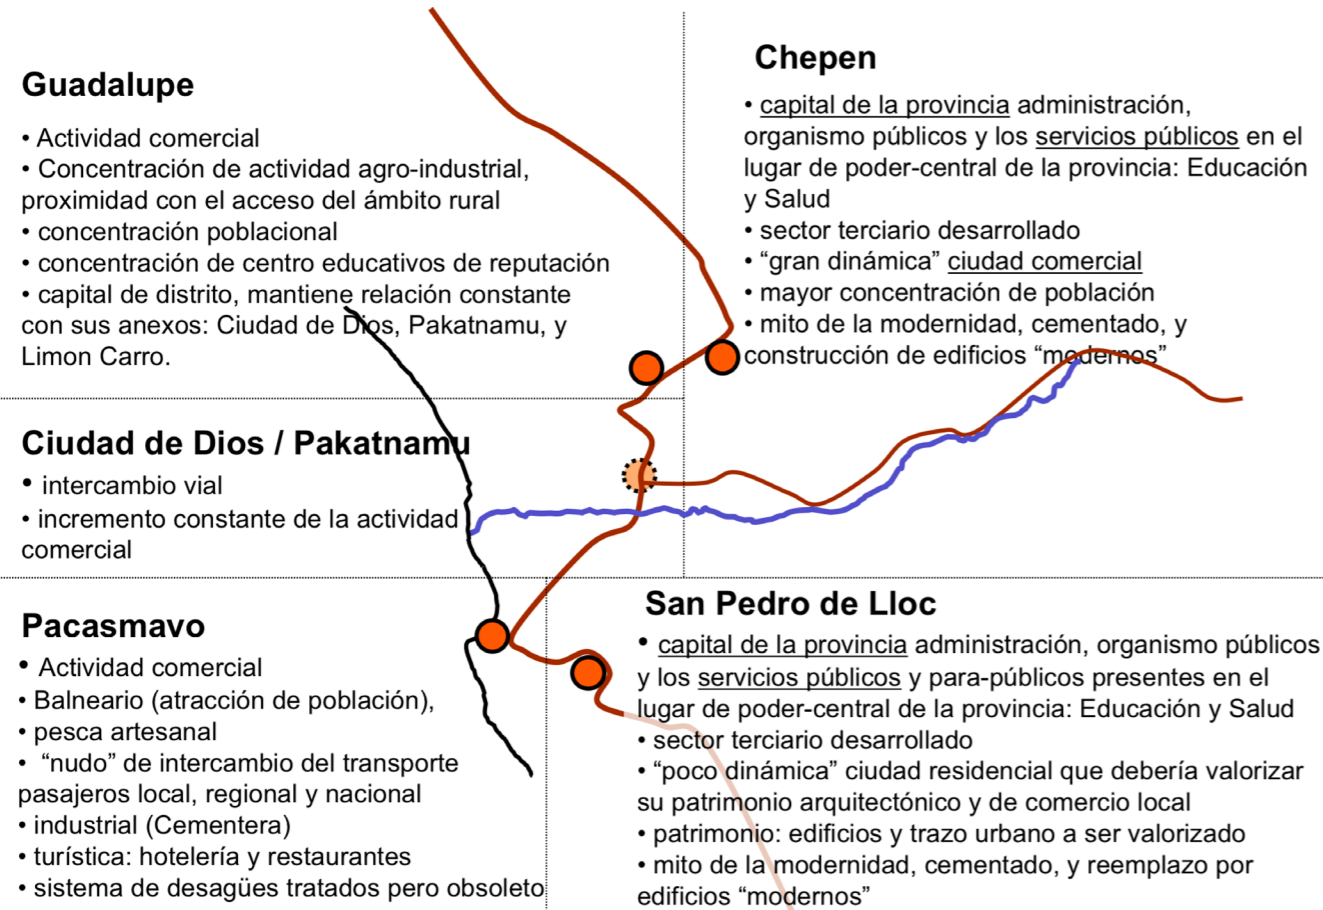 Guadalupe
• Actividad comercial
• Concentración de actividad agro-industrial,
proximidad con el acceso del ámbito rural
• concentración poblacional
• concentración de centro educativos de reputación
• capital de distrito, mantiene relación constante
con sus anexos: Ciudad de Dios, Pakatnamu, y
Limon Carro.
Chepen
• capital de la provincia administración,
organismo públicos y los servicios públicos en el
lugar de poder-central de la provincia: Educación
y Salud
• sector terciario desarrollado
• “gran dinámica” ciudad comercial
• mayor concentración de población
• mito de la modernidad, cementado, y
construcción de edificios “modernos”
Ciudad de Dios / Pakatnamu
• intercambio vial
• incremento constante de la actividad
comercial
Pacasmavo
• Actividad comercial
• Balneario (atracción de población),
• pesca artesanal
• “nudo” de intercambio del transporte
pasajeros local, regional y nacional
• industrial (Cementera)
• turística: hotelería y restaurantes
• sistema de desagües tratados pero obsoleto
San Pedro de Lloc
• capital de la provincia administración, organismo públicos
y los servicios públicos y para-públicos presentes en el
lugar de poder-central de la provincia: Educación y Salud
• sector terciario desarrollado
• “poco dinámica” ciudad residencial que debería valorizar
su patrimonio arquitectónico y de comercio local
• patrimonio: edificios y trazo urbano a ser valorizado
• mito de la modernidad, cementado, y reemplazo por
edificios “modernos”